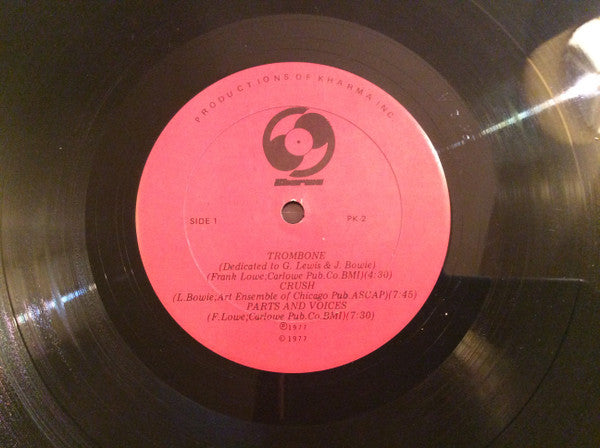 PRODUCTIONS OF KHARMA INC.
Kharma
SIDE 1
PK-2
TROMBONE
(Dedicated to G. Lewis & J. Bowie)
(Frank Lowe;Carlowe Pub.Co.BMI)(4:30)
CRUSH
(L.Bowie;Art Ensemble of Chicago Pub.ASCAP)(7:45)
PARTS AND VOICES
(F.Lowe;Carlowe Pub.Co.BMI)(7:30)
℗1977
©1977